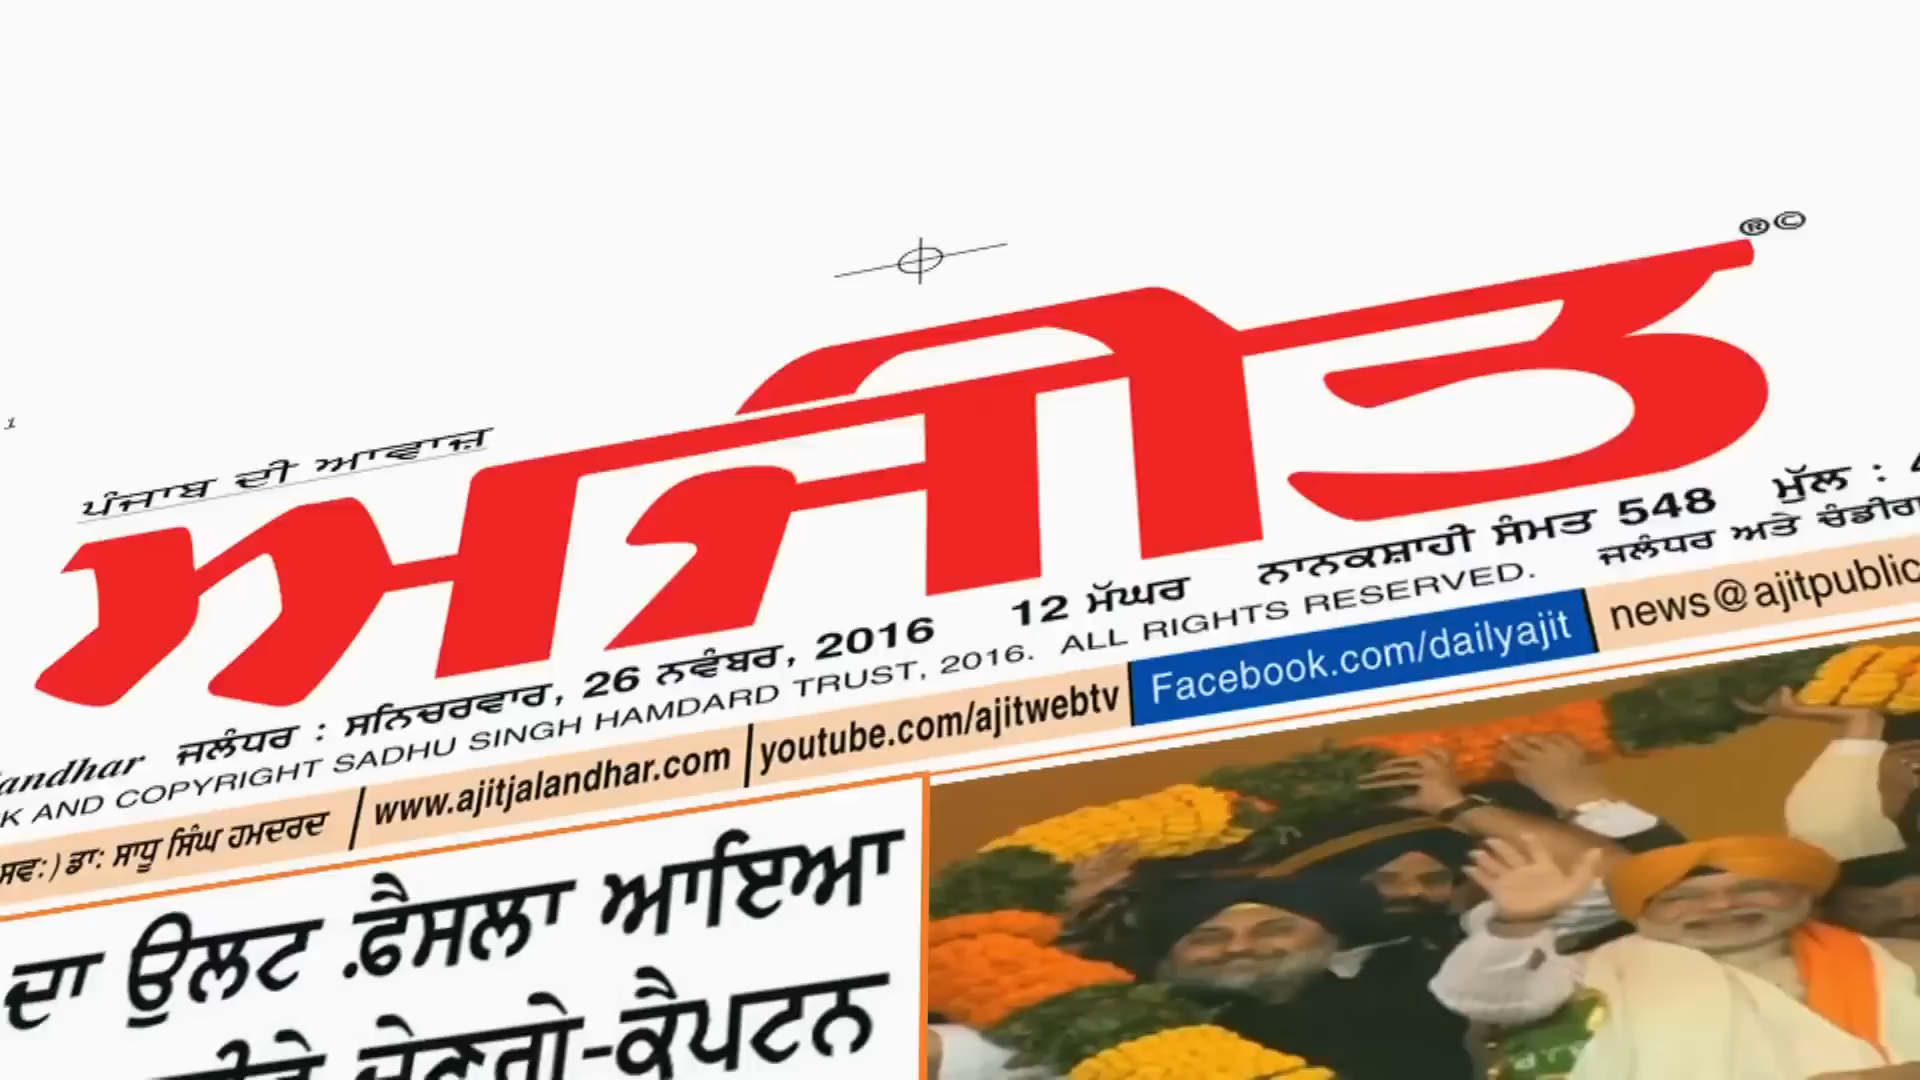 ®©
1
ਪੰਜਾਬ ਦੀ ਆਵਾਜ਼
ਅਜੀਤ
ਜਲੰਧਰ : ਸਨਿਚਰਵਾਰ, 26 ਨਵੰਬਰ, 2016 12 ਮੱਘਰ ਨਾਨਕਸ਼ਾਹੀ ਸੰਮਤ 548 ਮੁੱਲ :
AND COPYRIGHT SADHU SINGH HAMDARD TRUST, 2016. ALL RIGHTS RESERVED. ਜਲੰਧਰ ਅਤੇ
ਡਾ: ਸਾਧੂ ਸਿੰਘ ਹਮਦਰਦ www.ajitjalandhar.com youtube.com/ajitwebtv Facebook.com/dailyajit news@ajitpublic
ਦਾ ਉਲਟ ਫ਼ੈਸਲਾ ਆਇਆ
ਦੇਣਗੇ-ਕੈਪਟਨ